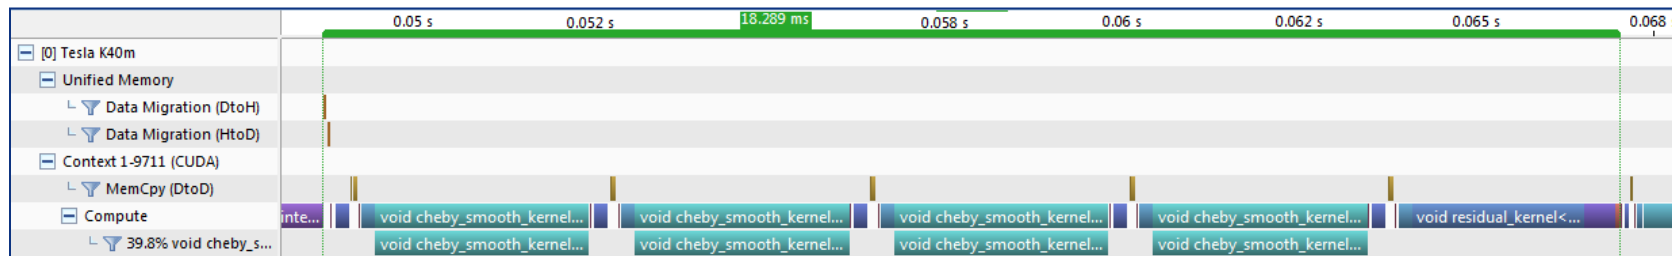 0.05 s 0.052 s 18.289 ms 0.058 s 0.06 s 0.062 s 0.065 s 0.068
[0] Tesla K40m
Unified Memory
Data Migration (DtoH)
Data Migration (HtoD)
Context 1-9711 (CUDA)
MemCpy (DtoD)
Compute inte... void cheby_smooth_kernel... void cheby_smooth_kernel... void cheby_smooth_kernel... void cheby_smooth_kernel... void residual_kernel<...
39.8% void cheby_s... void cheby_smooth_kernel... void cheby_smooth_kernel... void cheby_smooth_kernel... void cheby_smooth_kernel...